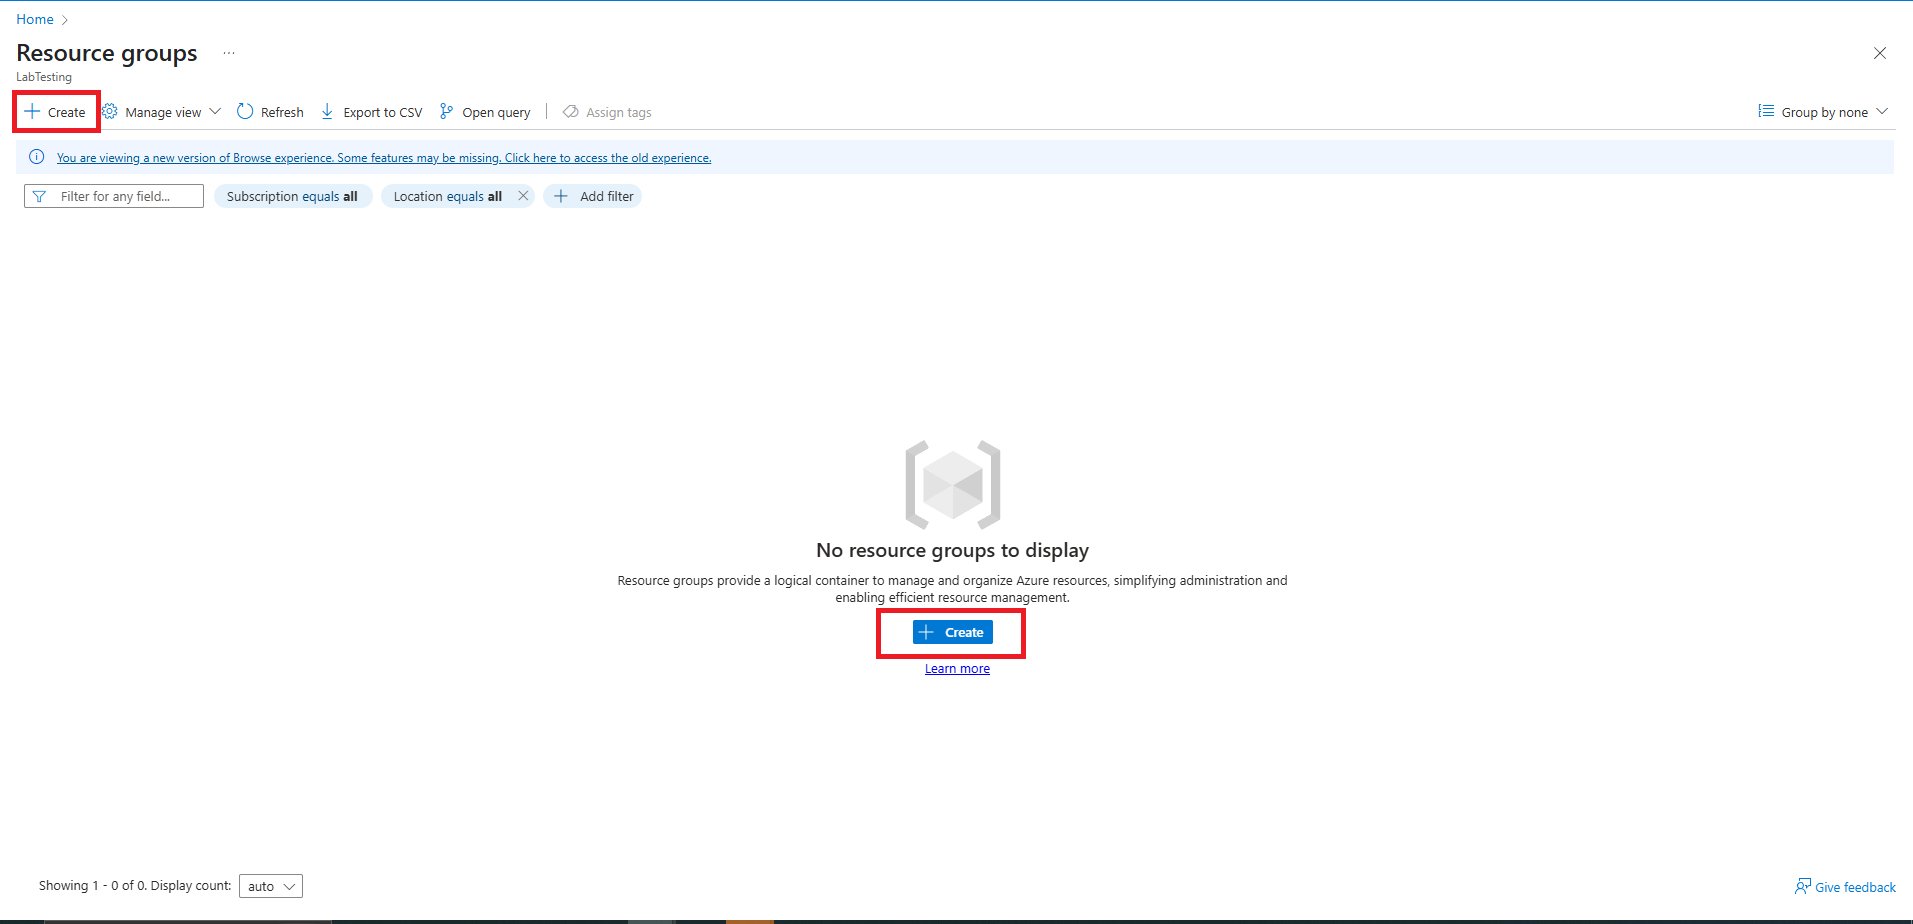 Home
Resource groups ...
LabTesting
Create Manage view Refresh Export to CSV Open query Assign tags Group by none
You are viewing a new version of Browse experience. Some features may be missing. Click here to access the old experience.
Filter for any field... Subscription equals all Location equals all Add filter
No resource groups to display
Resource groups provide a logical container to manage and organize Azure resources, simplifying administration and
enabling efficient resource management.
Create
Learn more
Showing 1 - 0 of 0. Display count: auto Give feedback